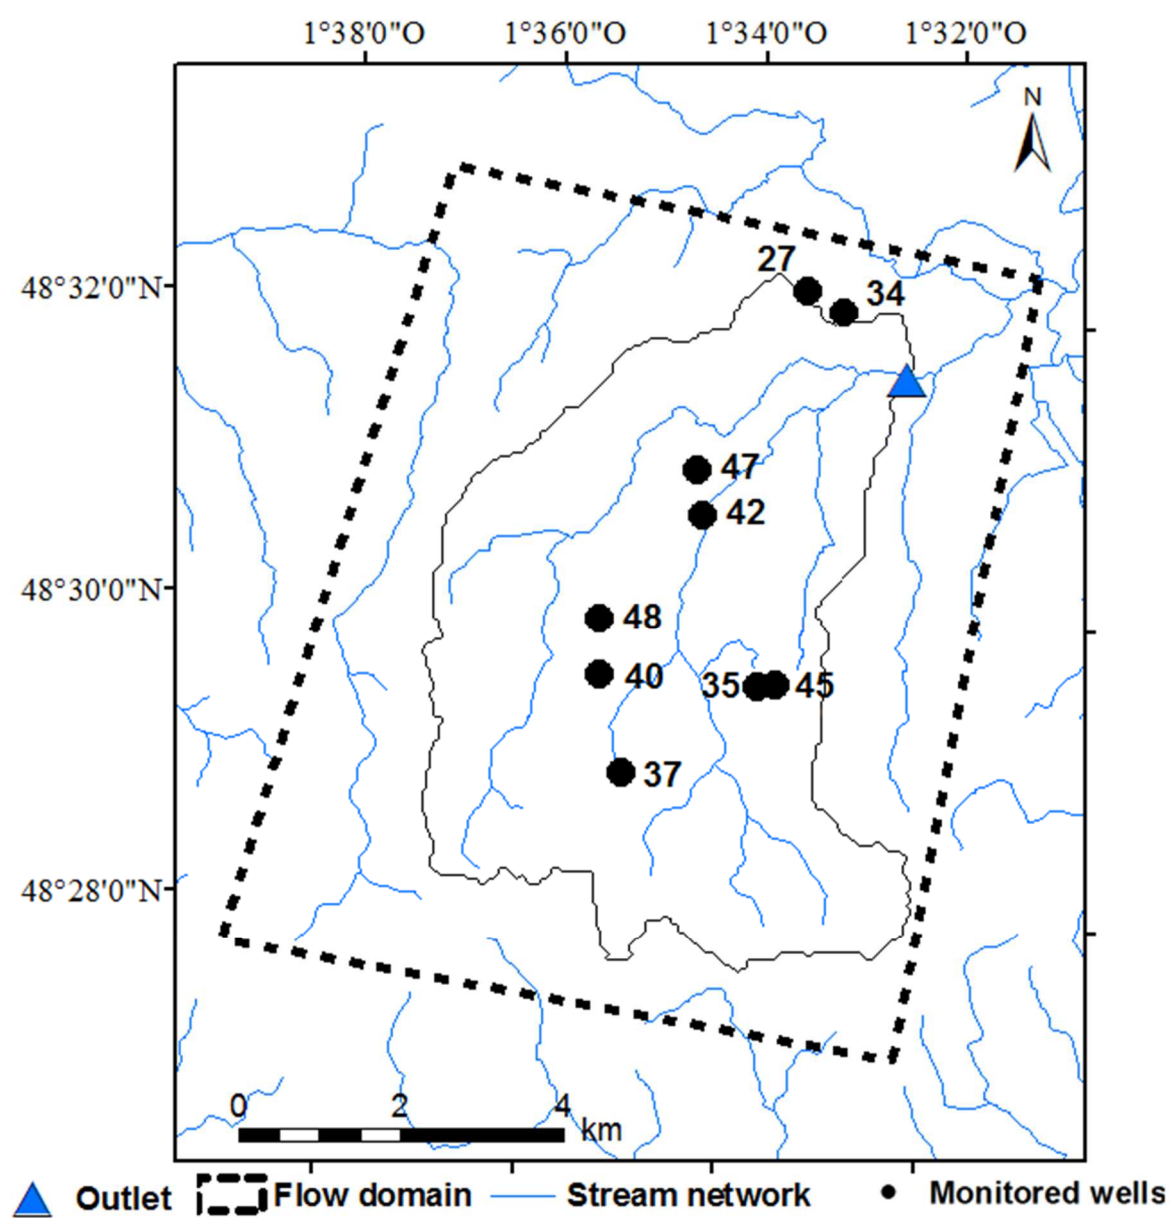 1°38'0"O 1°36'0"O 1°34'0"O 1°32'0"O
N
27
48°32'0"N
34
47
42
48°30'0"N
48
40 35 45
37
48°28'0"N
0 2 4
km
Outlet Flow domain Stream network Monitored wells